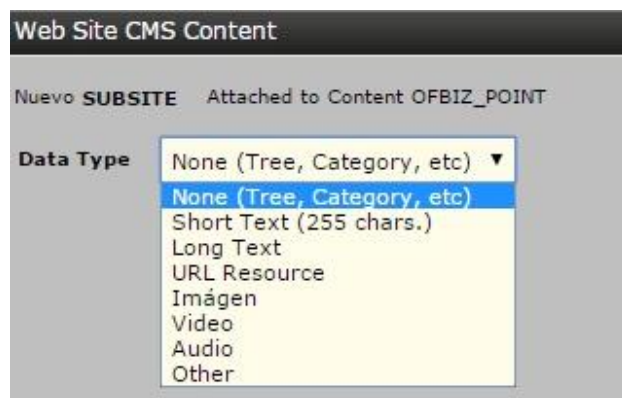 Web Site CMS Content
Nuevo SUBSITE Attached to Content OFBIZ_POINT
Data Type None (Tree, Category, etc) ▼
None (Tree, Category, etc)
Short Text (255 chars.)
Long Text
URL Resource
Imágen
Video
Audio
Other